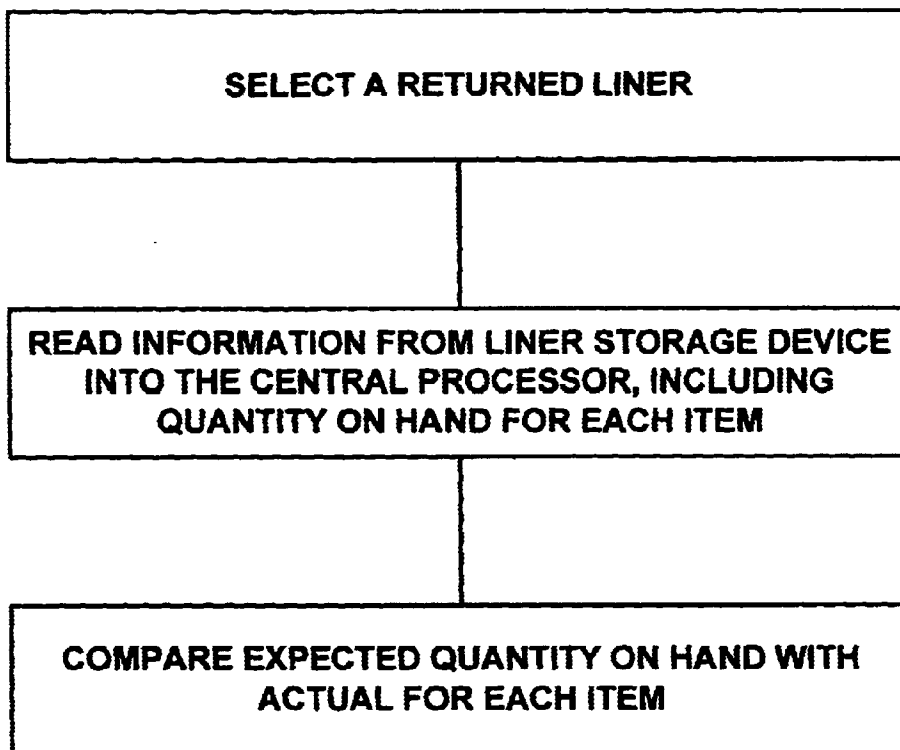 SELECT A RETURNED LINER
READ INFORMATION FROM LINER STORAGE DEVICE
INTO THE CENTRAL PROCESSOR, INCLUDING
QUANTITY ON HAND FOR EACH ITEM
COMPARE EXPECTED QUANTITY ON HAND WITH
ACTUAL FOR EACH ITEM